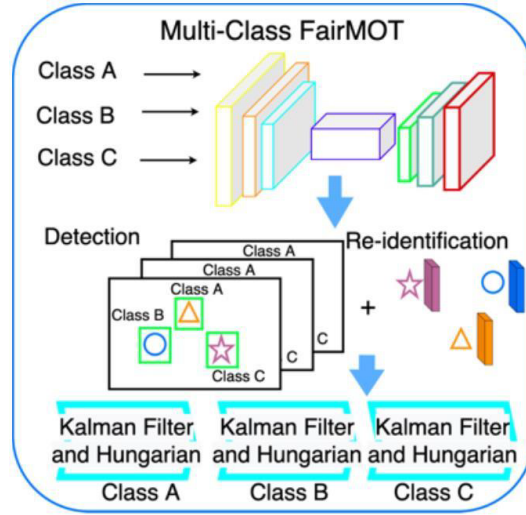 Multi-Class FairMOT
Class A
Class B
Class C
Detection
Re-identification
Class A
Class A
Class A
Class B
Class C
C
C
+
Kalman Filter
and Hungarian
Class A
Kalman Filter
and Hungarian
Class B
Kalman Filter
and Hungarian
Class C